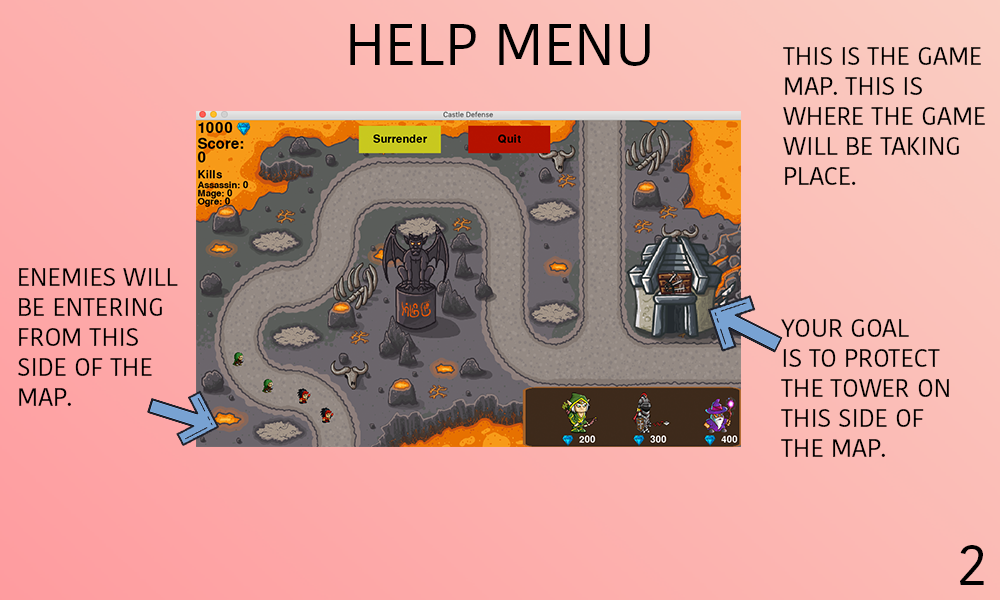 HELP MENU
THIS IS THE GAME
MAP. THIS IS
WHERE THE GAME
WILL BE TAKING
PLACE.
Castle Defense
1000
Score:
0
Kills
Assassin: 0
Mage: 0
Ogre: 0
Surrender
Quit
ENEMIES WILL
BE ENTERING
FROM THIS
SIDE OF THE
MAP.
YOUR GOAL
IS TO PROTECT
THE TOWER ON
THIS SIDE OF
THE MAP.
200
300
400
2